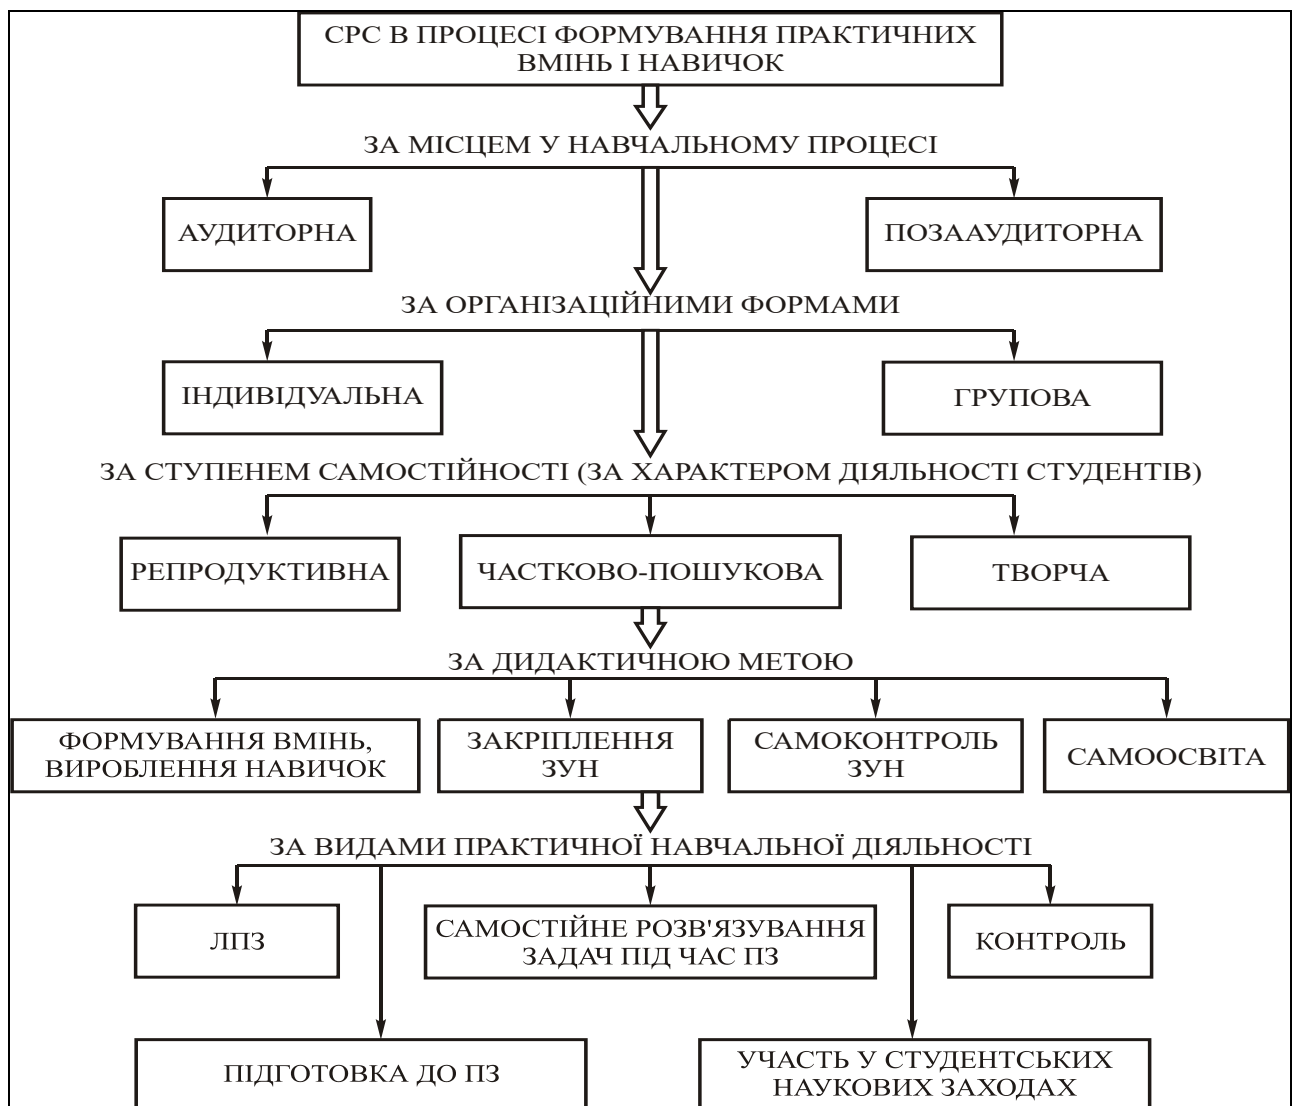 СРС В ПРОЦЕСІ ФОРМУВАННЯ ПРАКТИЧНИХ
ВМІНЬ І НАВИЧОК
ЗА МІСЦЕМ У НАВЧАЛЬНОМУ ПРОЦЕСІ
АУДИТОРНА
ПОЗААУДИТОРНА
ЗА ОРГАНІЗАЦІЙНИМИ ФОРМАМИ
ІНДИВІДУАЛЬНА
ГРУПОВА
ЗА СТУПЕНЕМ САМОСТІЙНОСТІ (ЗА ХАРАКТЕРОМ ДІЯЛЬНОСТІ СТУДЕНТІВ)
РЕПРОДУКТИВНА
ЧАСТКОВО-ПОШУКОВА
ТВОРЧА
ЗА ДИДАКТИЧНОЮ МЕТОЮ
ФОРМУВАННЯ ВМІНЬ,
ВИРОБЛЕННЯ НАВИЧОК
ЗАКРІПЛЕННЯ
ЗУН
САМОКОНТРОЛЬ
ЗУН
САМООСВІТА
ЗА ВИДАМИ ПРАКТИЧНОЇ НАВЧАЛЬНОЇ ДІЯЛЬНОСТІ
ЛПЗ
САМОСТІЙНЕ РОЗВ'ЯЗУВАННЯ
ЗАДАЧ ПІД ЧАС ПЗ
КОНТРОЛЬ
ПІДГОТОВКА ДО ПЗ
УЧАСТЬ У СТУДЕНТСЬКИХ
НАУКОВИХ ЗАХОДАХ